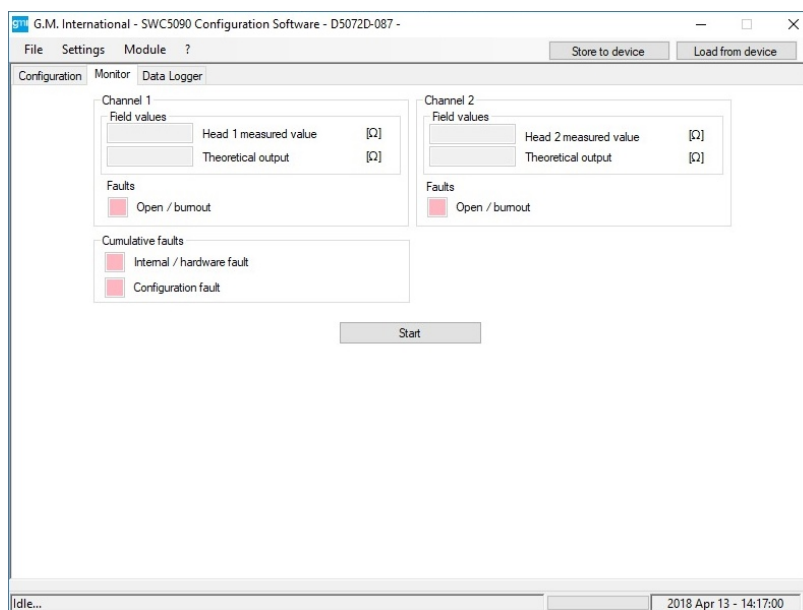 G.M. International - SWC5090 Configuration Software - D5072D-087 -
File Settings Module ? Store to device Load from device
Configuration Monitor Data Logger
Channel 1
Field values
Head 1 measured value [Ω]
Theoretical output [Ω]
Faults
Open / burnout
Channel 2
Field values
Head 2 measured value [Ω]
Theoretical output [Ω]
Faults
Open / burnout
Cumulative faults
Internal / hardware fault
Configuration fault
Start
Idle... 2018 Apr 13 - 14:17:00